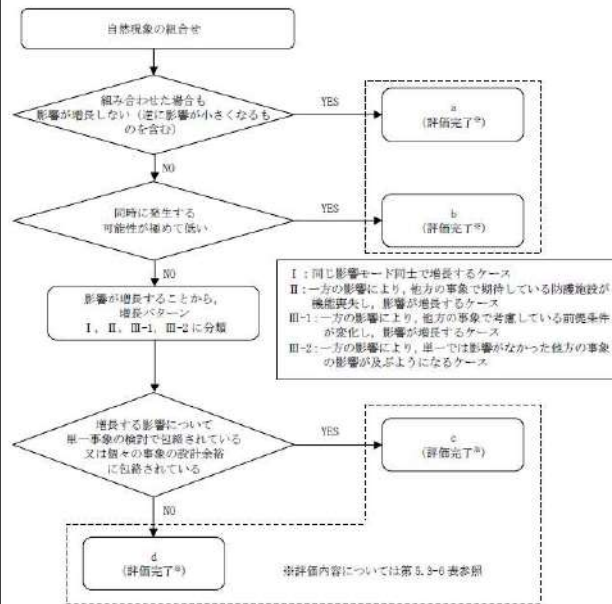 自然現象の組合せ
組み合わせた場合も
影響が増長しない（逆に影響が小さくなるも
のを含む）
YES
a
(評価完了※)
NO
同時に発生する
可能性が極めて低い
YES
b
(評価完了※)
NO
影響が増長することから，
増長パターン
Ⅰ，Ⅱ，Ⅲ-1，Ⅲ-2 に分類
Ⅰ：同じ影響モード同士で増長するケース
Ⅱ：一方の影響により，他方の事象で期待している防護施設が
機能喪失し，影響が増長するケース
Ⅲ-1：一方の影響により，他方の事象で考慮している前提条件
が変化し，影響が増長するケース
Ⅲ-2：一方の影響により，単一では影響がなかった他方の事象
の影響が及ぶようになるケース
増長する影響について
単一事象の検討で包絡されている
又は個々の事象の設計余裕
に包絡されている
YES
c
(評価完了※)
NO
d
(評価完了※)
※評価内容については第 5.3-6 表参照